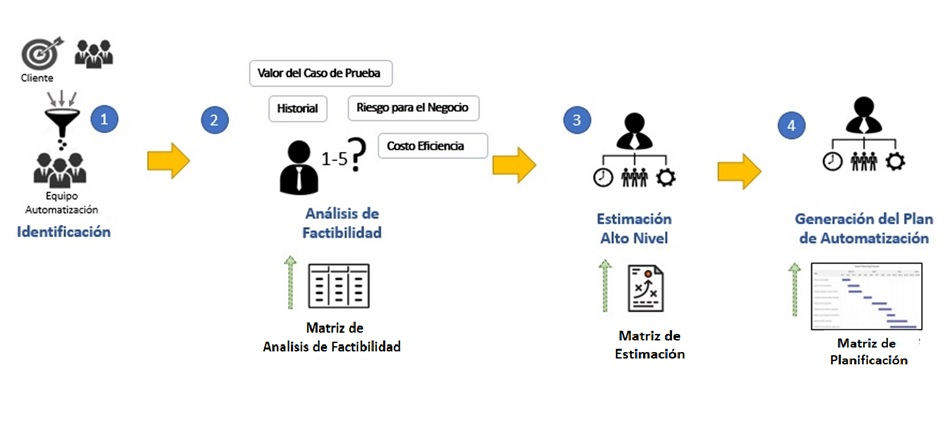 Cliente
1
Equipo
Automatización
Identificación
2
Valor del Caso de Prueba
Historial
Riesgo para el Negocio
Costo Eficiencia
1-5?
Análisis de
Factibilidad
Matriz de
Analisis de Factibilidad
3
Estimación
Alto Nivel
Matriz de
Estimación
4
Generación del Plan
de Automatización
Matriz de
Planificación